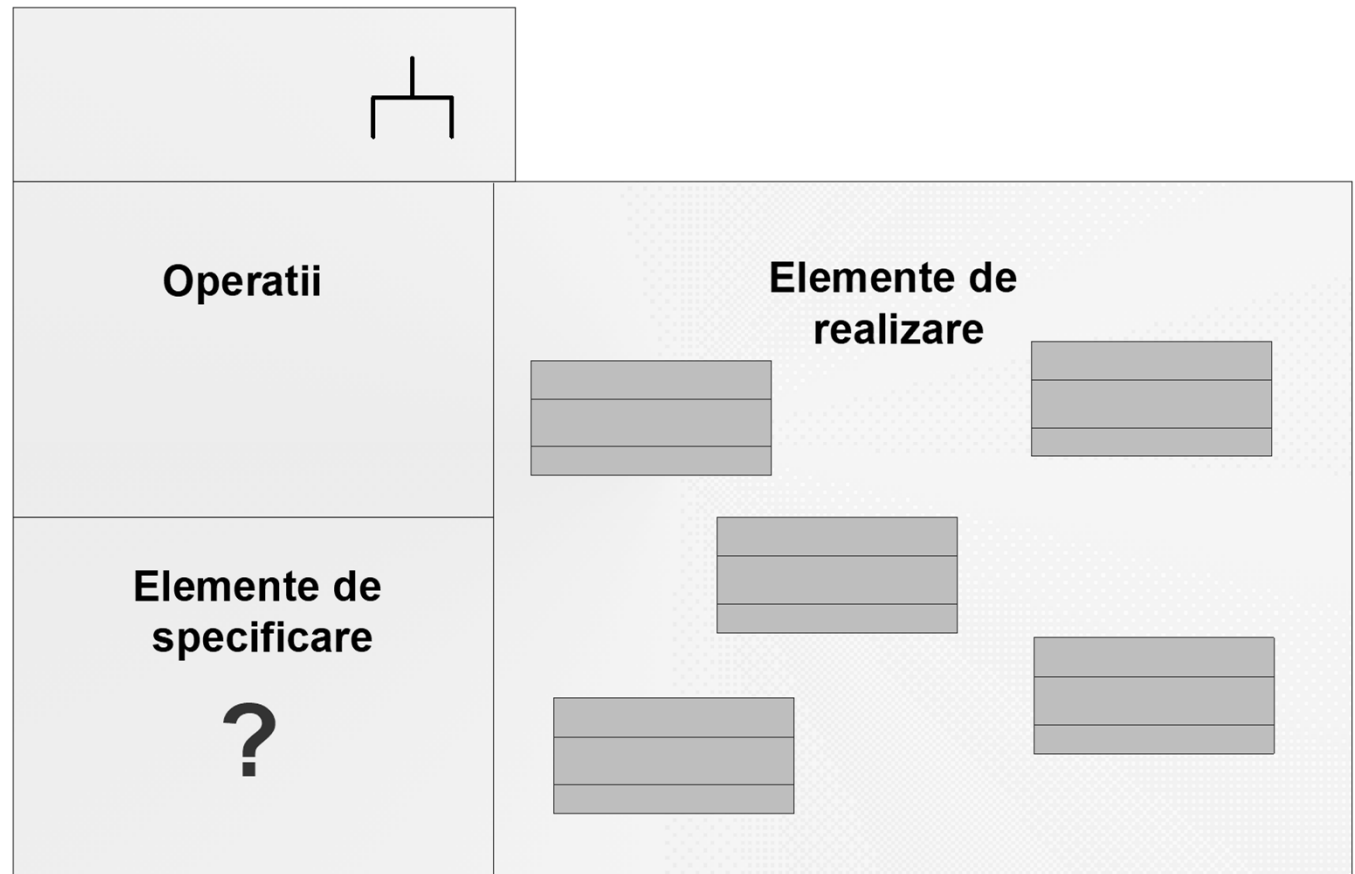 Operatii
Elemente de
realizare
Elemente de
specificare
?